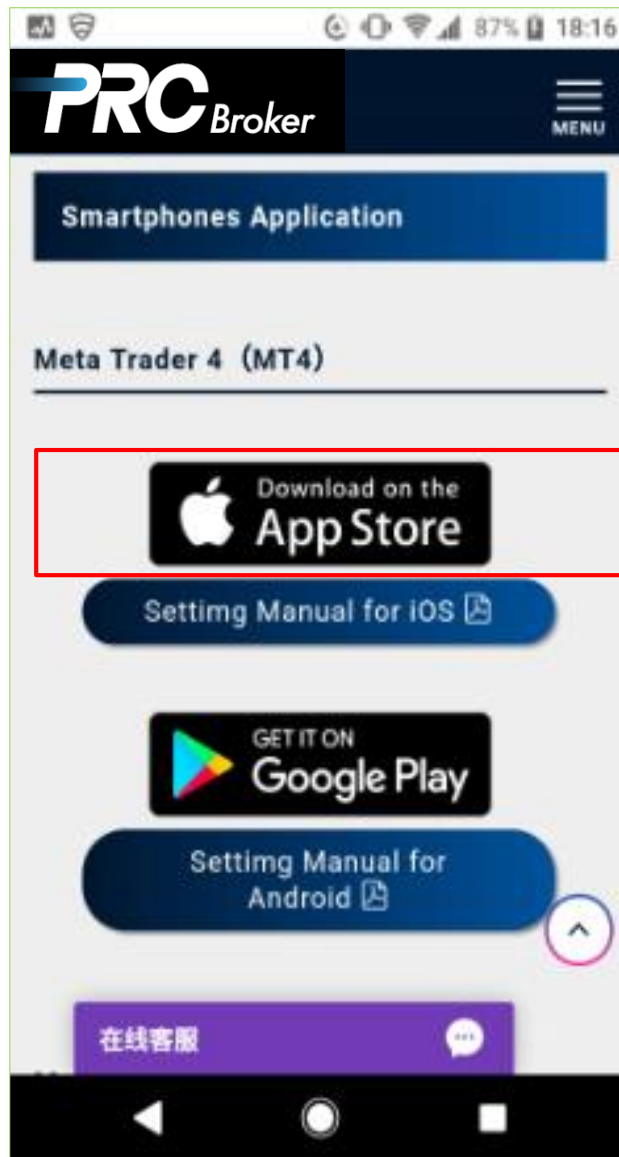 87% 18:16
PRC Broker
MENU
Smartphones Application
Meta Trader 4 （MT4）
Download on the
App Store
Settimg Manual for iOS
GET IT ON
Google Play
Settimg Manual for
Android
在线客服